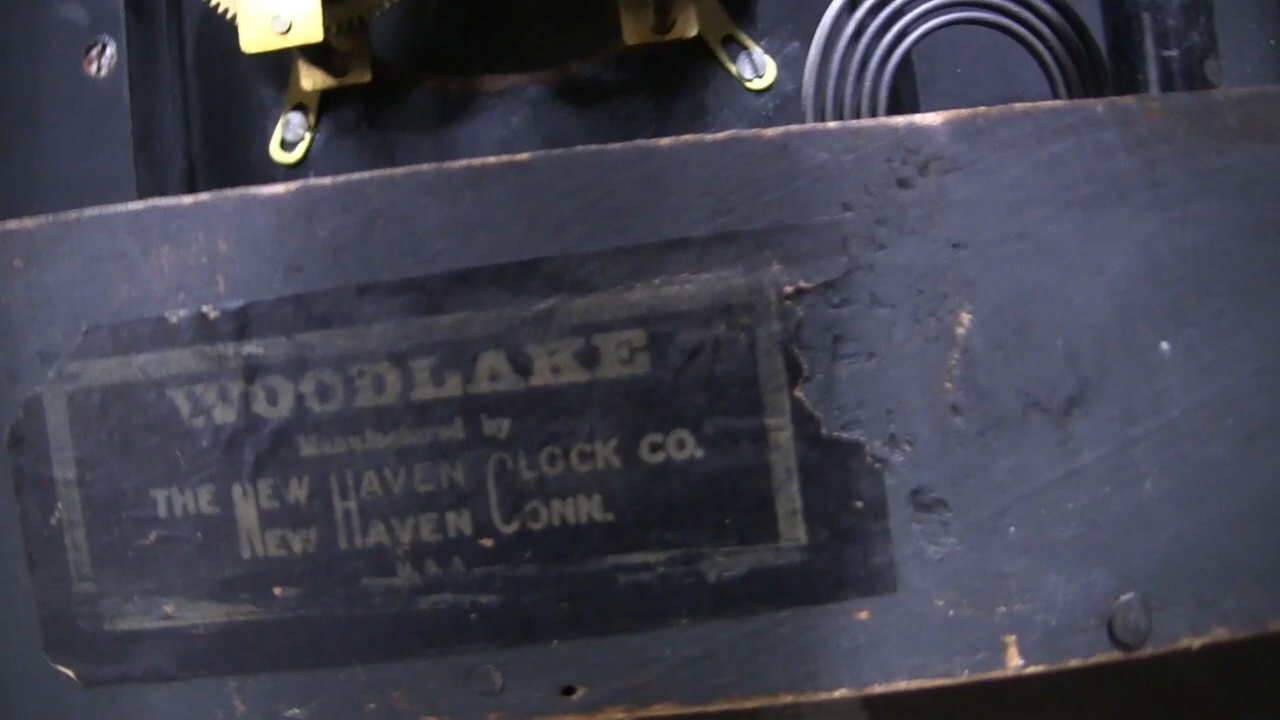 WOODLAKE
Manufactured by
THE NEW HAVEN CLOCK CO.
NEW HAVEN CONN.
U.S.A.